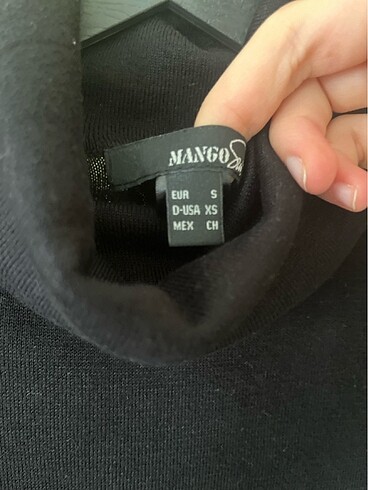 MANGO
EUR S
D-USA XS
MEX CH